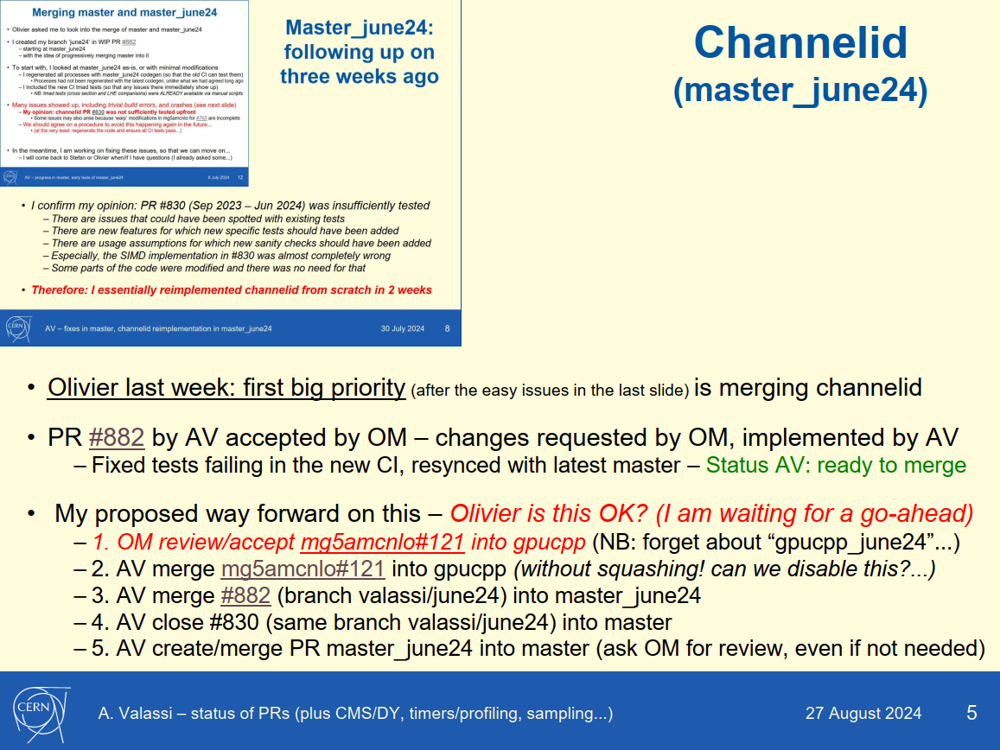 Merging master and master_june24
• Olivier asked me to look into the merge of master and master_june24
• I created my branch ‘june24’ in WIP PR #882
– starting at master_june24
– with the idea of progressively merging master into it
• To start with, I looked at master_june24 as-is, or with minimal modifications
– I regenerated all processes with master_june24 codegen (so that the old CI can test them)
• Processes had not been regenerated with the latest codegen, unlike what we had agreed long ago
– I included the new CI tmad tests (so that any issues there immediately show up)
• NB: tmad tests (cross section and LHE comparisons) were ALREADY available via manual scripts
• Many issues showed up, including trivial build errors, and crashes (see next slide)
– My opinion: channelid PR #830 was not sufficiently tested upfront
• Some issues may also arise because ‘warp’ modifications in mg5amcnlo for #765 are incomplete
– We should agree on a procedure to avoid this happening again in the future...
• (at the very least: regenerate the code and ensure all CI tests pass...)
• In the meantime, I am working on fixing these issues, so that we can move on...
– I will come back to Stefan or Olivier when/if I have questions (I already asked some...)
CERN
AV – progress in master, early tests of master_june24
9 July 2024
12
Master_june24:
following up on
three weeks ago
• I confirm my opinion: PR #830 (Sep 2023 – Jun 2024) was insufficiently tested
– There are issues that could have been spotted with existing tests
– There are new features for which new specific tests should have been added
– There are usage assumptions for which new sanity checks should have been added
– Especially, the SIMD implementation in #830 was almost completely wrong
– Some parts of the code were modified and there was no need for that
• Therefore: I essentially reimplemented channelid from scratch in 2 weeks
CERN
AV – fixes in master, channelid reimplementation in master_june24
30 July 2024
8
Channelid
(master_june24)
• Olivier last week: first big priority (after the easy issues in the last slide) is merging channelid
• PR #882 by AV accepted by OM – changes requested by OM, implemented by AV
– Fixed tests failing in the new CI, resynced with latest master – Status AV: ready to merge
• My proposed way forward on this – Olivier is this OK? (I am waiting for a go-ahead)
– 1. OM review/accept mg5amcnlo#121 into gpucpp (NB: forget about “gpucpp_june24”...)
– 2. AV merge mg5amcnlo#121 into gpucpp (without squashing! can we disable this?...)
– 3. AV merge #882 (branch valassi/june24) into master_june24
– 4. AV close #830 (same branch valassi/june24) into master
– 5. AV create/merge PR master_june24 into master (ask OM for review, even if not needed)
CERN
A. Valassi – status of PRs (plus CMS/DY, timers/profiling, sampling...)
27 August 2024
5